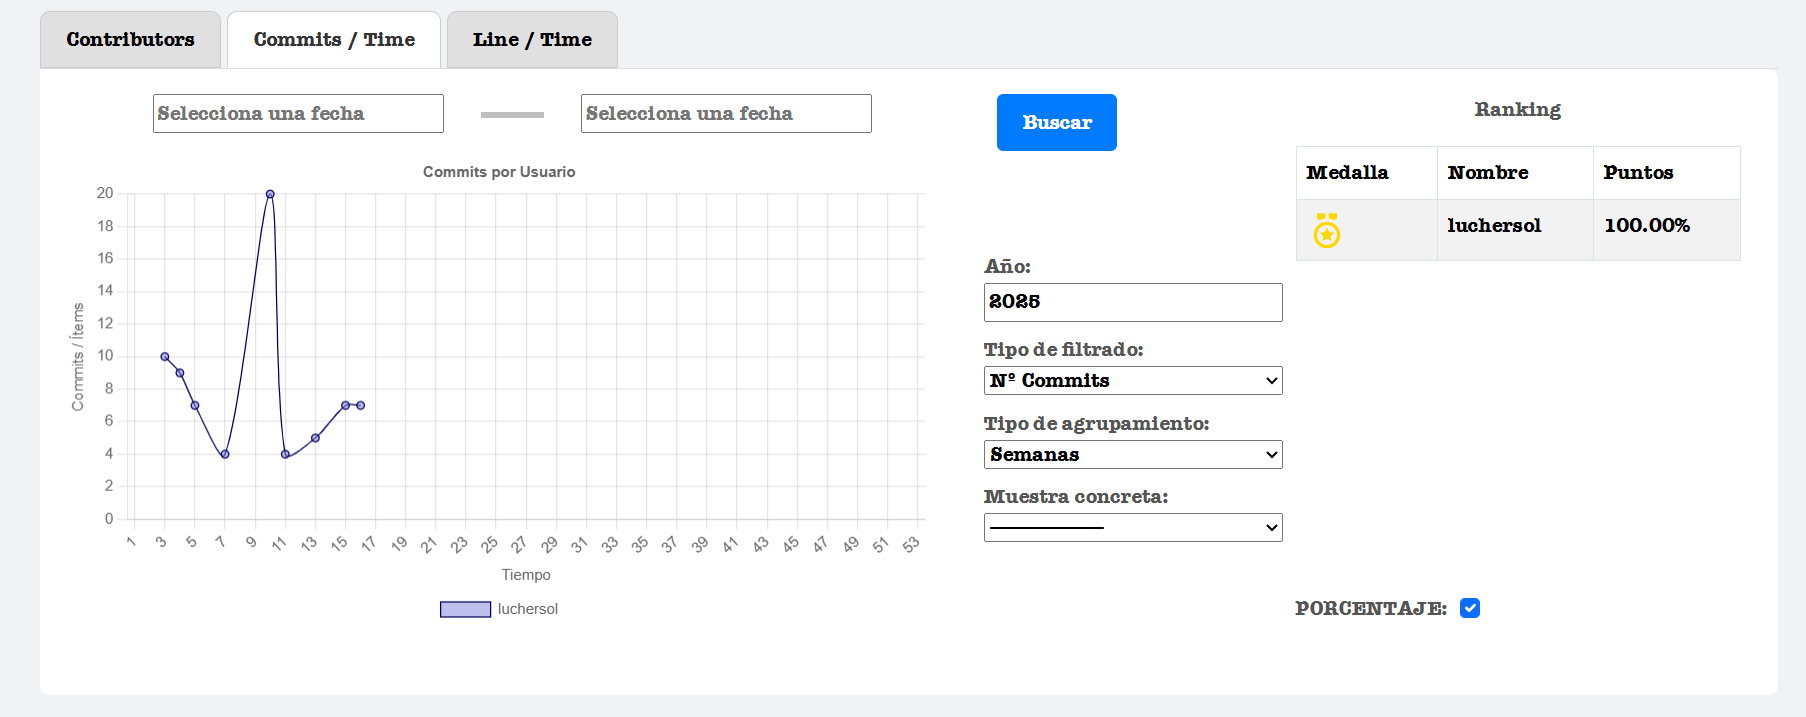 Contributors
Commits / Time
Line / Time
Selecciona una fecha
Selecciona una fecha
Buscar
Commits por Usuario
20
18
16
14
12
10
8
6
4
2
0
Commits / Ítems
1 3 5 7 9 11 13 15 17 19 21 23 25 27 29 31 33 35 37 39 41 43 45 47 49 51 53
Tiempo
luchersol
Año:
2025
Tipo de filtrado:
Nº Commits
Tipo de agrupamiento:
Semanas
Muestra concreta:
Ranking
Medalla Nombre Puntos
luchersol 100.00%
PORCENTAJE: